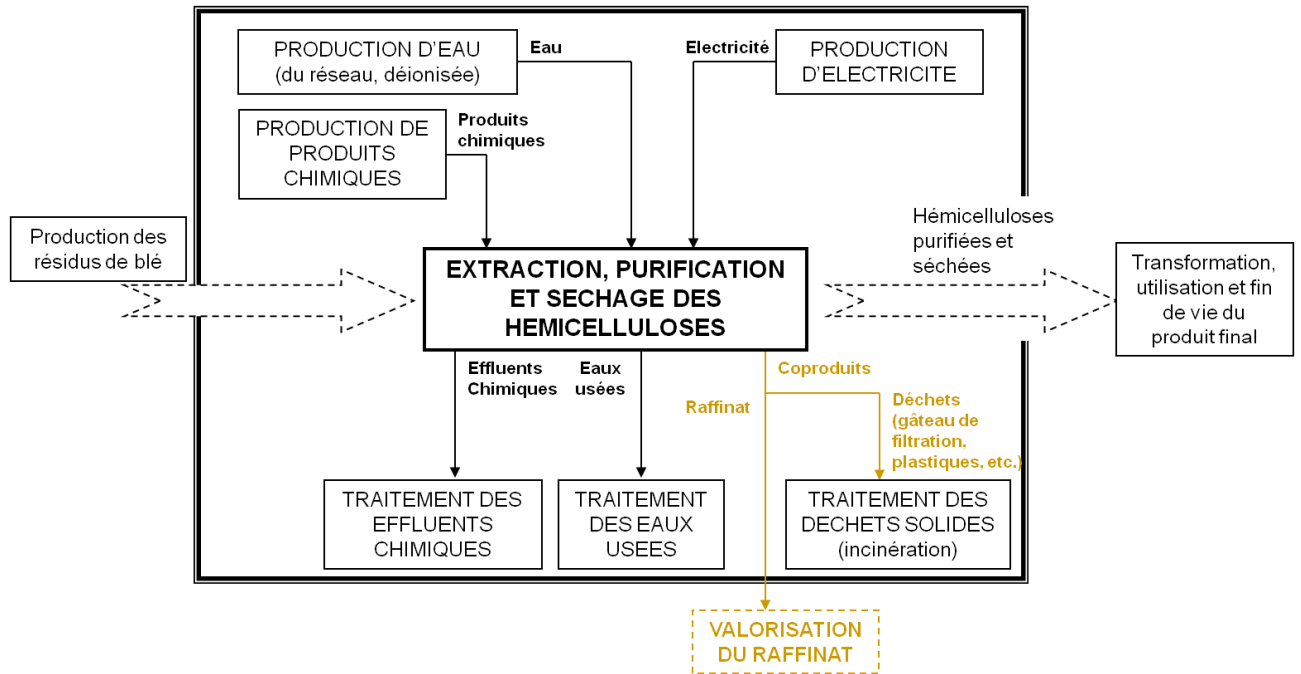 PRODUCTION D'EAU
(du réseau, déionisée)
Eau
Electricité
PRODUCTION
D'ELECTRICITE
PRODUCTION DE
PRODUITS
CHIMIQUES
Produits
chimiques
Production des
résidus de blé
EXTRACTION, PURIFICATION
ET SECHAGE DES
HEMICELLULOSES
Hémicelluloses
purifiées et
séchées
Transformation,
utilisation et fin
de vie du
produit final
Effluents
Chimiques
Eaux
usées
Coproduits
Raffinat
Déchets
(gâteau de
filtration,
plastiques, etc.)
TRAITEMENT DES
EFFLUENTS
CHIMIQUES
TRAITEMENT
DES EAUX
USEES
TRAITEMENT DES
DECHETS SOLIDES
(incinération)
VALORISATION
DU RAFFINAT